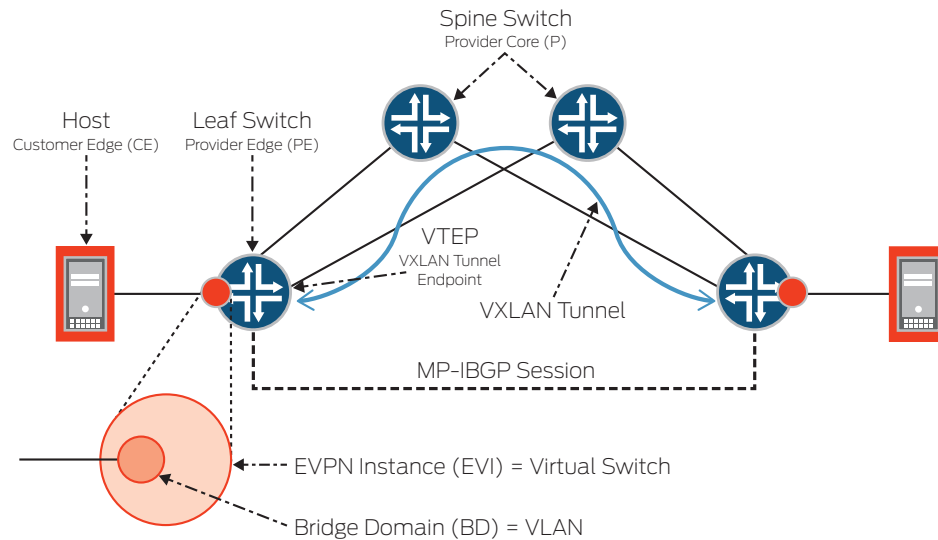 Spine Switch
Provider Core (P)
Host
Customer Edge (CE)
Leaf Switch
Provider Edge (PE)
VTEP
VXLAN Tunnel
Endpoint
VXLAN Tunnel
MP-IBGP Session
EVPN Instance (EVI) = Virtual Switch
Bridge Domain (BD) = VLAN